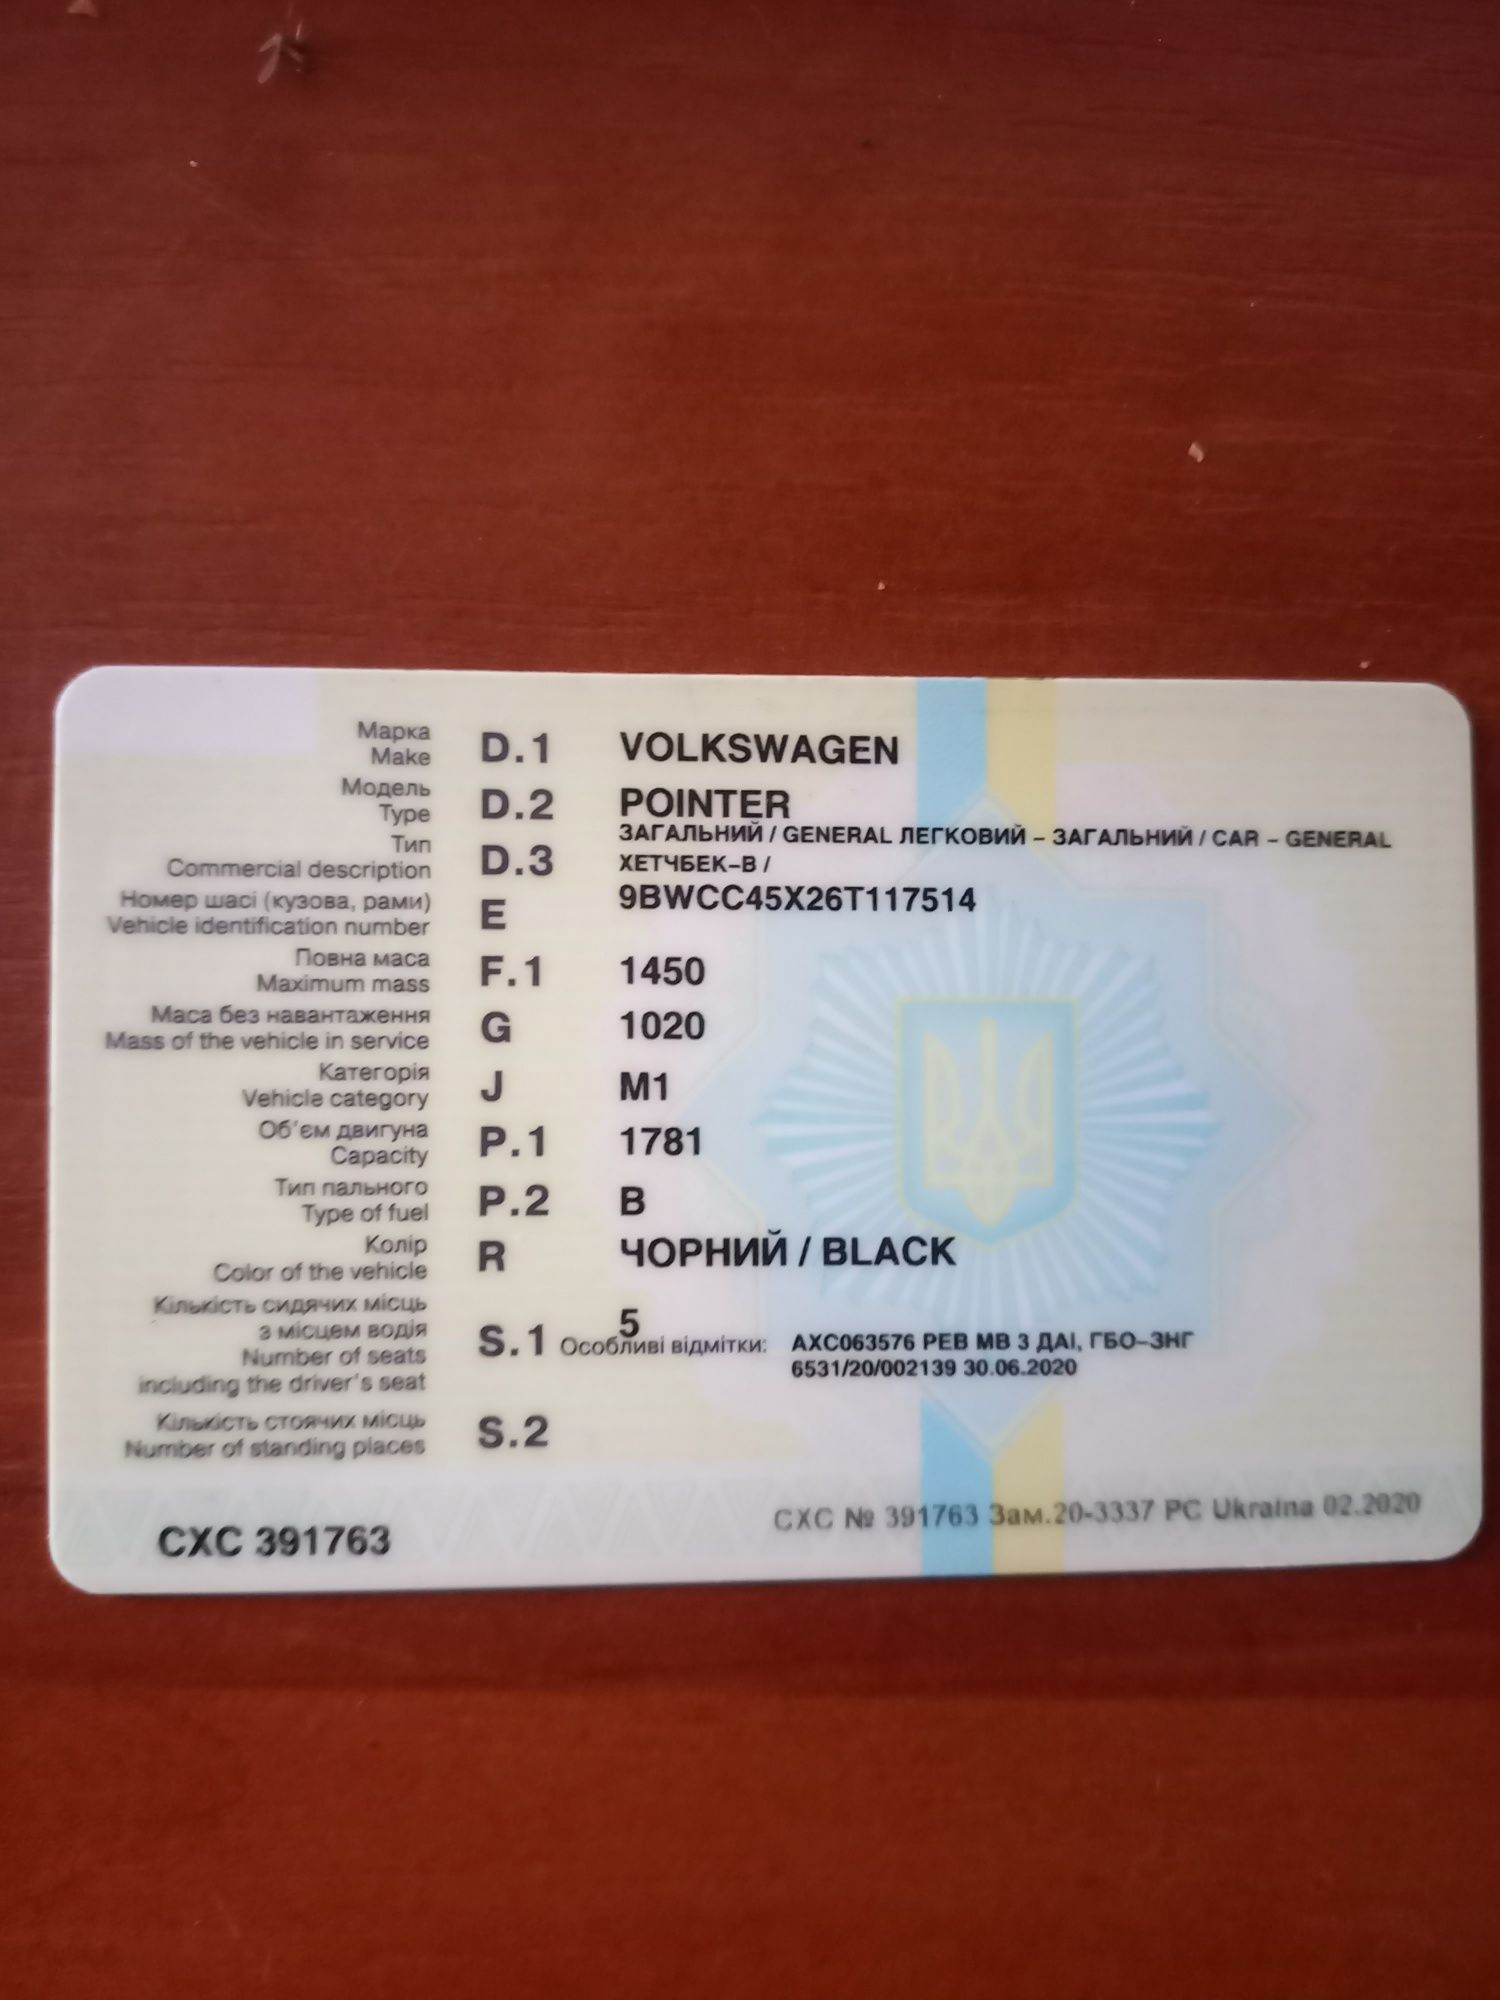 Марка
Make D.1 VOLKSWAGEN
Модель
Type D.2 POINTER
Тип ЗАГАЛЬНИЙ / GENERAL ЛЕГКОВИЙ – ЗАГАЛЬНИЙ / CAR – GENERAL
Commercial description D.3 ХЕТЧБЕК–В /
Номер шасі (кузова, рами) 9BWCC45X26T117514
Vehicle identification number E
Повна маса
Maximum mass F.1 1450
Маса без навантаження
Mass of the vehicle in service G 1020
Категорія
Vehicle category J M1
Об'єм двигуна
Capacity P.1 1781
Тип пального
Type of fuel P.2 B
Колір
Color of the vehicle R ЧОРНИЙ / BLACK
Кількість сидячих місць
з місцем водія 5
Number of seats S.1 Особливі відмітки: АХС063576 РЕВ МВ З ДАІ, ГБО–ЗНГ
including the driver's seat 6531/20/002139 30.06.2020
Кількість стоячих місць
Number of standing places S.2
СХС 391763
СХС № 391763 Зам.20-3337 PC Ukraina 02.2020